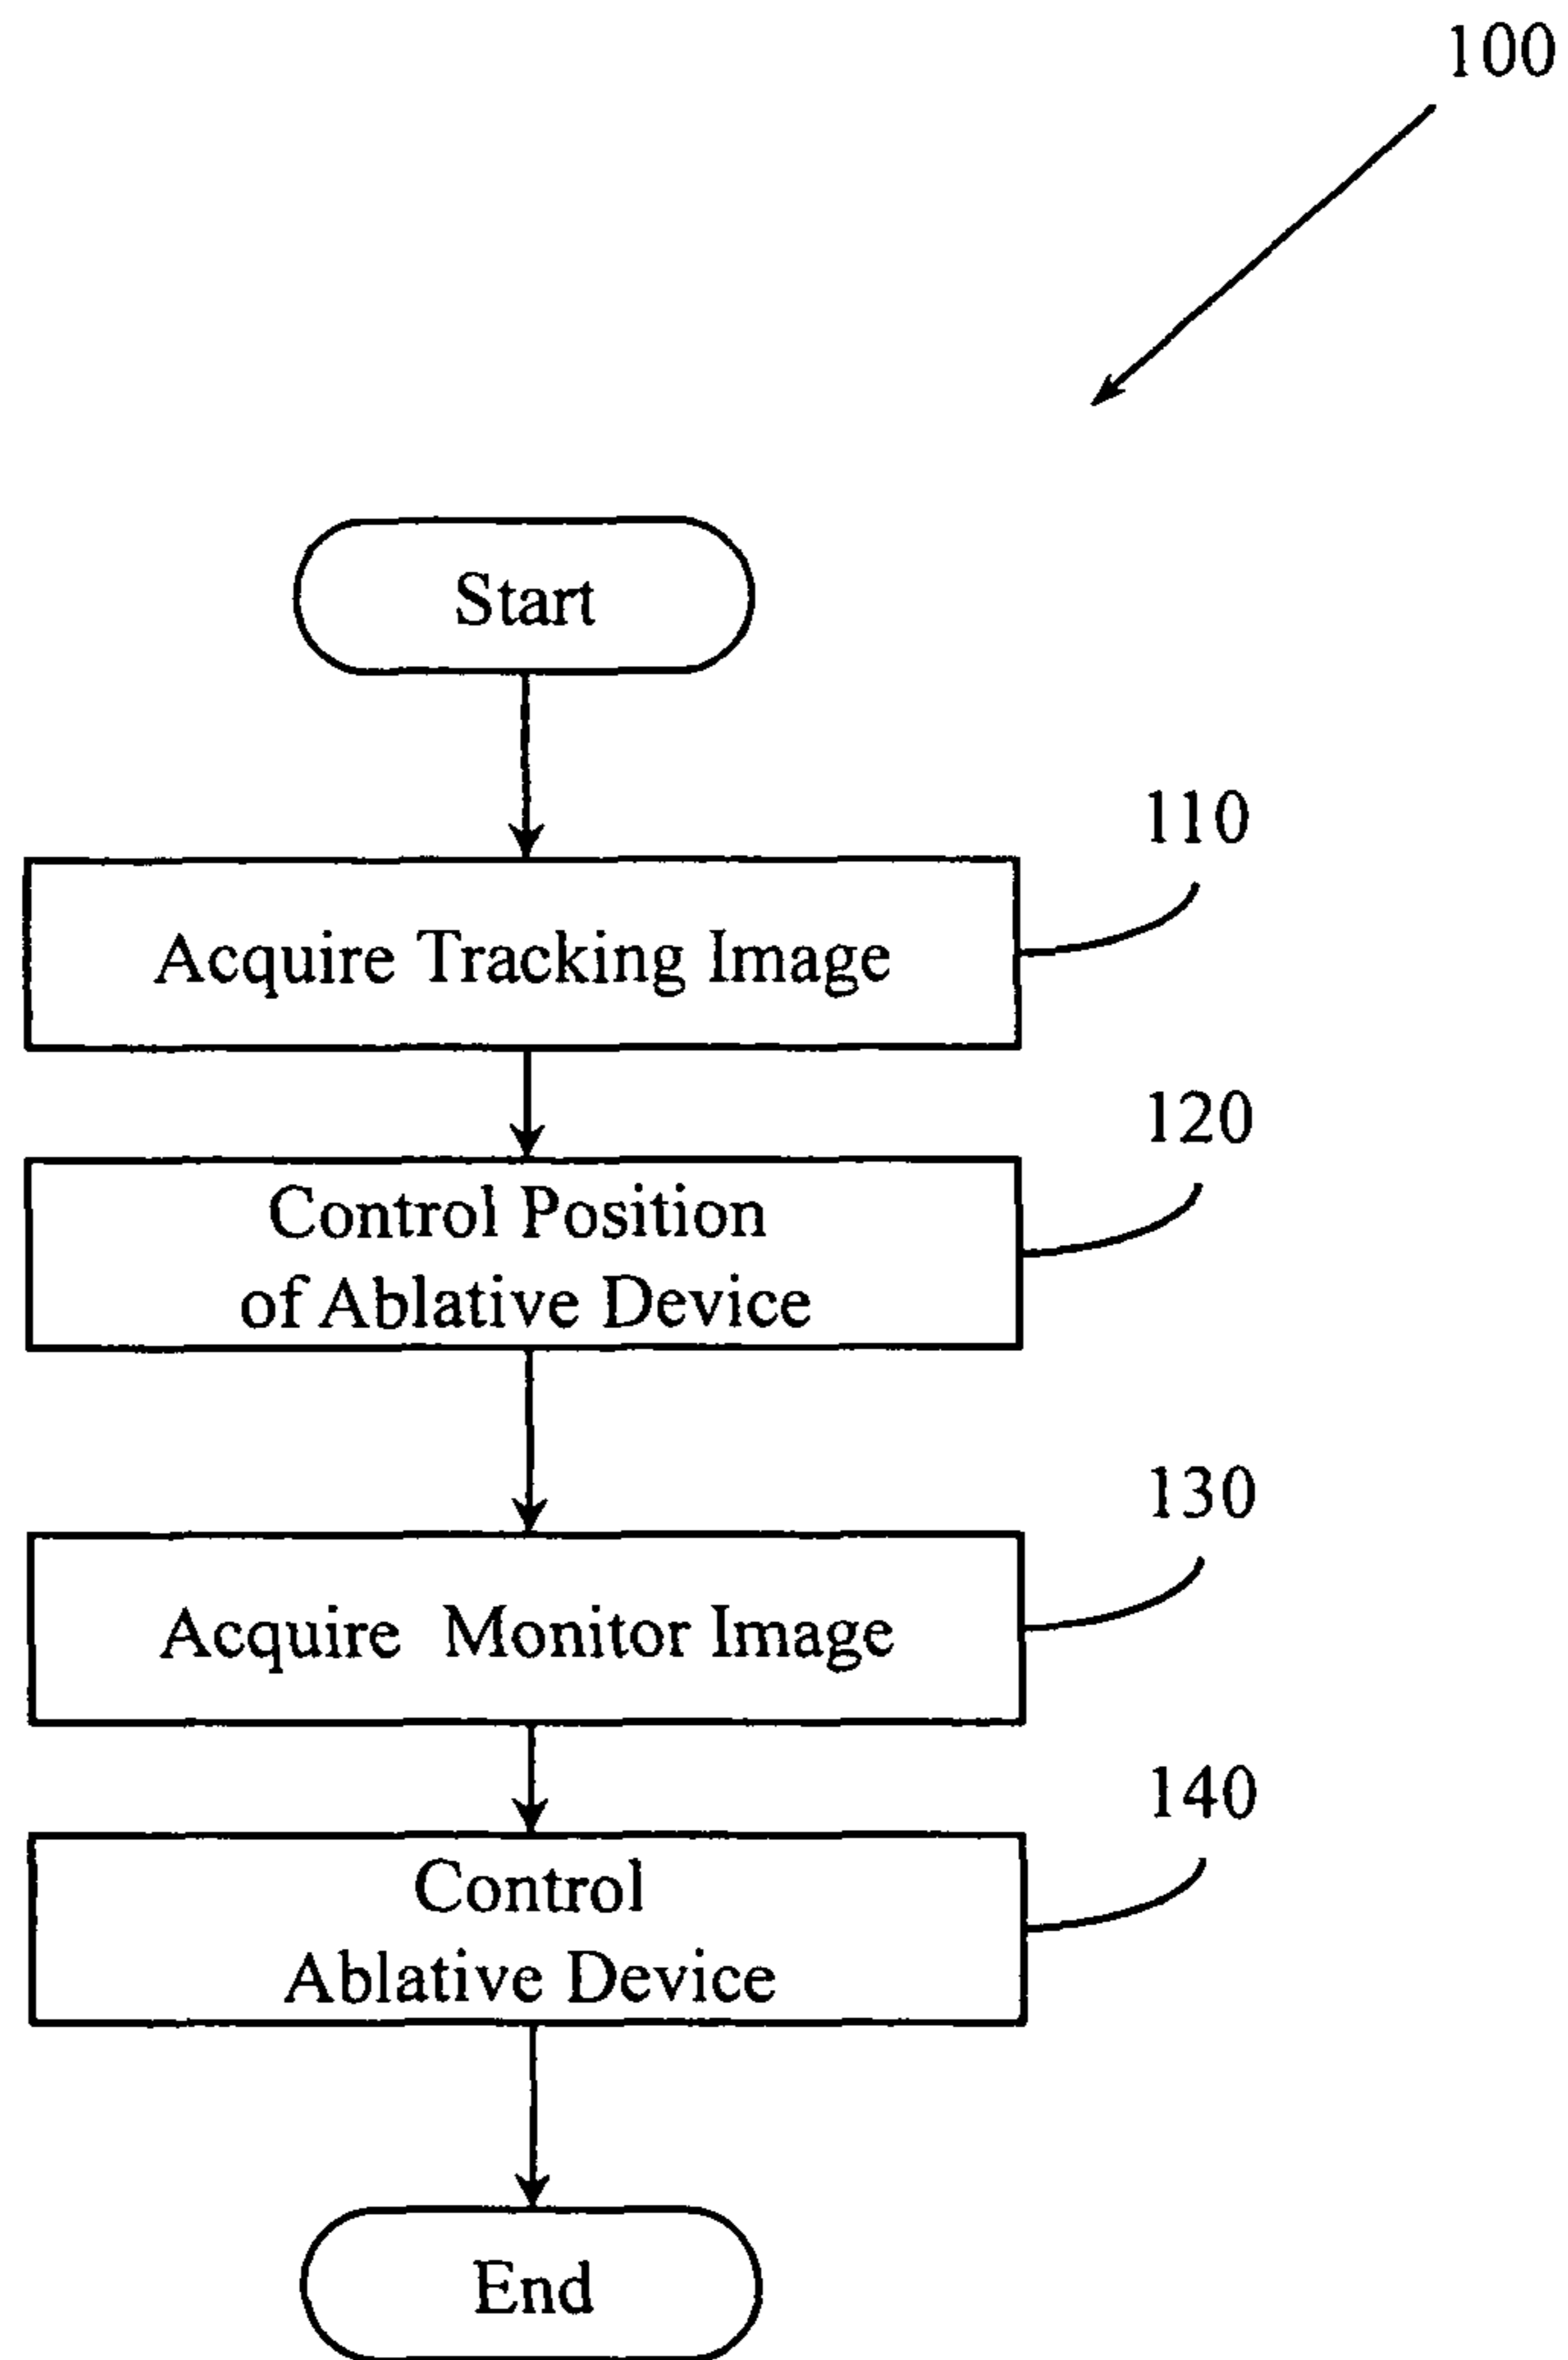 100
Start
110
Acquire Tracking Image
120
Control Position
of Ablative Device
130
Acquire Monitor Image
140
Control
Ablative Device
End